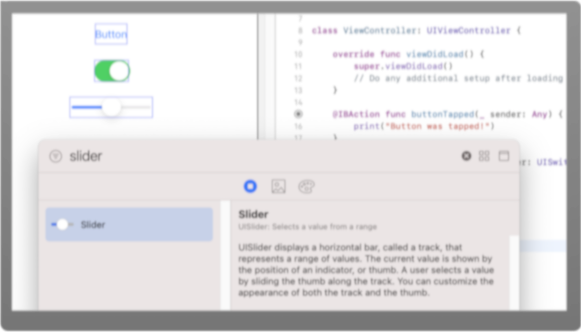 Button
7
8 class ViewController: UIViewController {
10 override func viewDidLoad() {
11 super.viewDidLoad()
12 // Do any additional setup after loading
13 }
14
@IBAction func buttonTapped(_ sender: Any) {
16 print("Button was tapped!")
17 }
slider
r: UISwi
Slider
Slider
UISlider: Selects a value from a range
UISlider displays a horizontal bar, called a track, that
represents a range of values. The current value is shown by
the position of an indicator, or thumb. A user selects a value
by sliding the thumb along the track. You can customize the
appearance of both the track and the thumb.